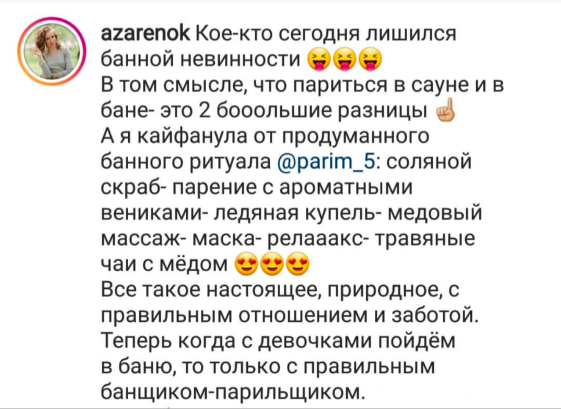 azarenok Кое-кто сегодня лишился
банной невинности 😝😝😝
В том смысле, что париться в сауне и в
бане- это 2 бооольшие разницы ☝🏼
А я кайфанула от продуманного
банного ритуала @parim_5: соляной
скраб- парение с ароматными
вениками- ледяная купель- медовый
массаж- маска- релааакс- травяные
чаи с мёдом 😍😍😍
Все такое настоящее, природное, с
правильным отношением и заботой.
Теперь когда с девочками пойдём
в баню, то только с правильным
банщиком-парильщиком.